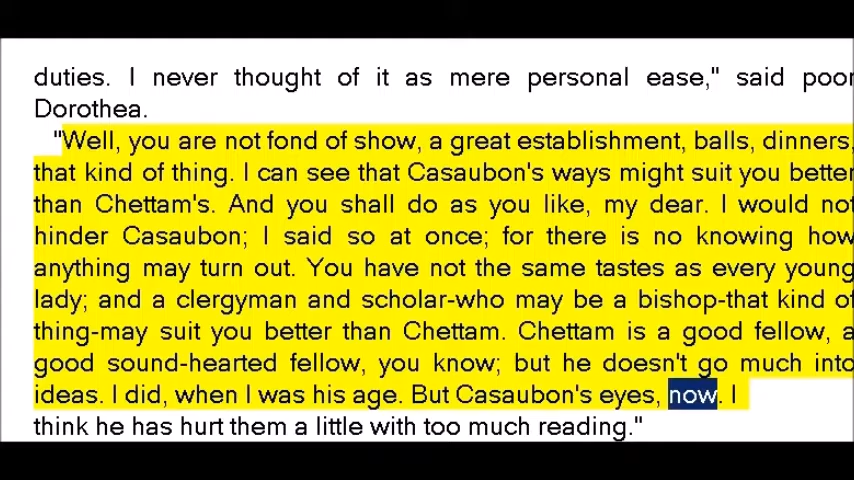 duties. I never thought of it as mere personal ease," said poor
Dorothea.
"Well, you are not fond of show, a great establishment, balls, dinners,
that kind of thing. I can see that Casaubon's ways might suit you better
than Chettam's. And you shall do as you like, my dear. I would not
hinder Casaubon; I said so at once; for there is no knowing how
anything may turn out. You have not the same tastes as every young
lady; and a clergyman and scholar-who may be a bishop-that kind of
thing-may suit you better than Chettam. Chettam is a good fellow, a
good sound-hearted fellow, you know; but he doesn't go much into
ideas. I did, when I was his age. But Casaubon's eyes, now. I
think he has hurt them a little with too much reading."